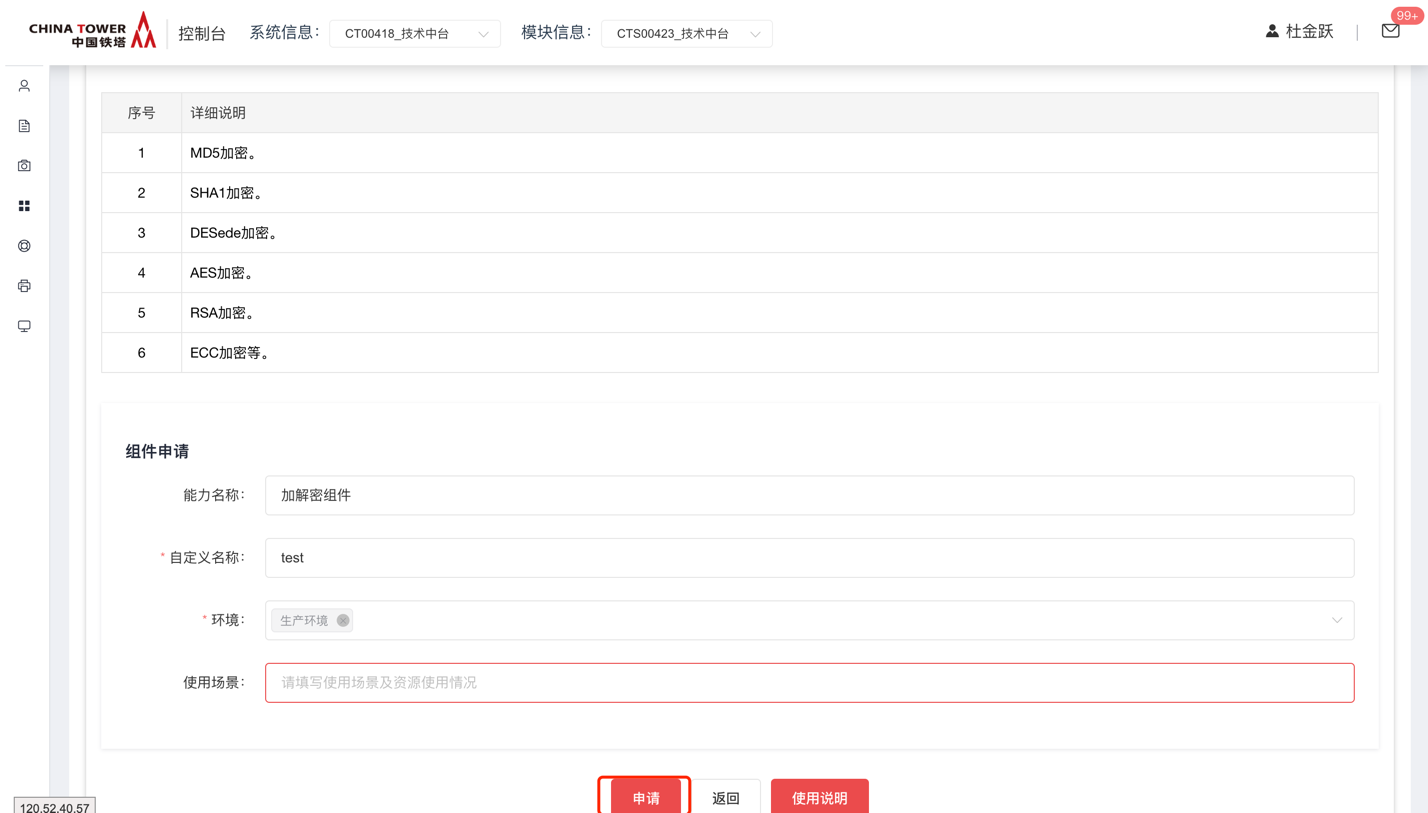 CHINA TOWER 中国铁塔 控制台 系统信息： CT00418_技术中台 模块信息： CTS00423_技术中台 杜金跃 99+
序号 详细说明
1 MD5加密。
2 SHA1加密。
3 DESede加密。
4 AES加密。
5 RSA加密。
6 ECC加密等。
组件申请
能力名称： 加解密组件
* 自定义名称： test
* 环境： 生产环境
使用场景： 请填写使用场景及资源使用情况
申请 返回 使用说明
120.52.40.57